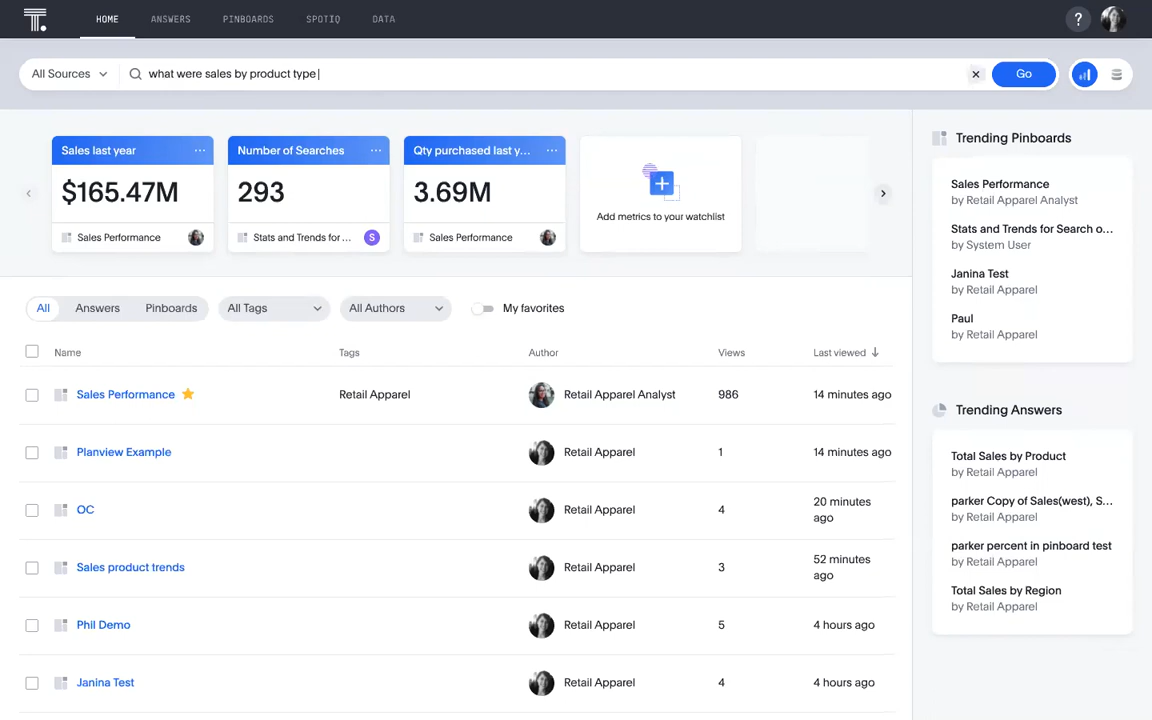 T.
HOME ANSWERS PINBOARDS SPOTIQ DATA
?
All Sources what were sales by product type Go
Sales last year ...
$165.47M
Sales Performance
Number of Searches ...
293
Stats and Trends for ... S
Qty purchased last y... ...
3.69M
Sales Performance
Add metrics to your watchlist
All Answers Pinboards All Tags All Authors My favorites
Name Tags Author Views Last viewed
Sales Performance Retail Apparel Retail Apparel Analyst 986 14 minutes ago
Planview Example Retail Apparel 1 14 minutes ago
OC Retail Apparel 4 20 minutes
ago
Sales product trends Retail Apparel 3 52 minutes
ago
Phil Demo Retail Apparel 5 4 hours ago
Janina Test Retail Apparel 4 4 hours ago
Trending Pinboards
Sales Performance
by Retail Apparel Analyst
Stats and Trends for Search o...
by System User
Janina Test
by Retail Apparel
Paul
by Retail Apparel
Trending Answers
Total Sales by Product
by Retail Apparel
parker Copy of Sales(west), S...
by Retail Apparel
parker percent in pinboard test
by Retail Apparel
Total Sales by Region
by Retail Apparel